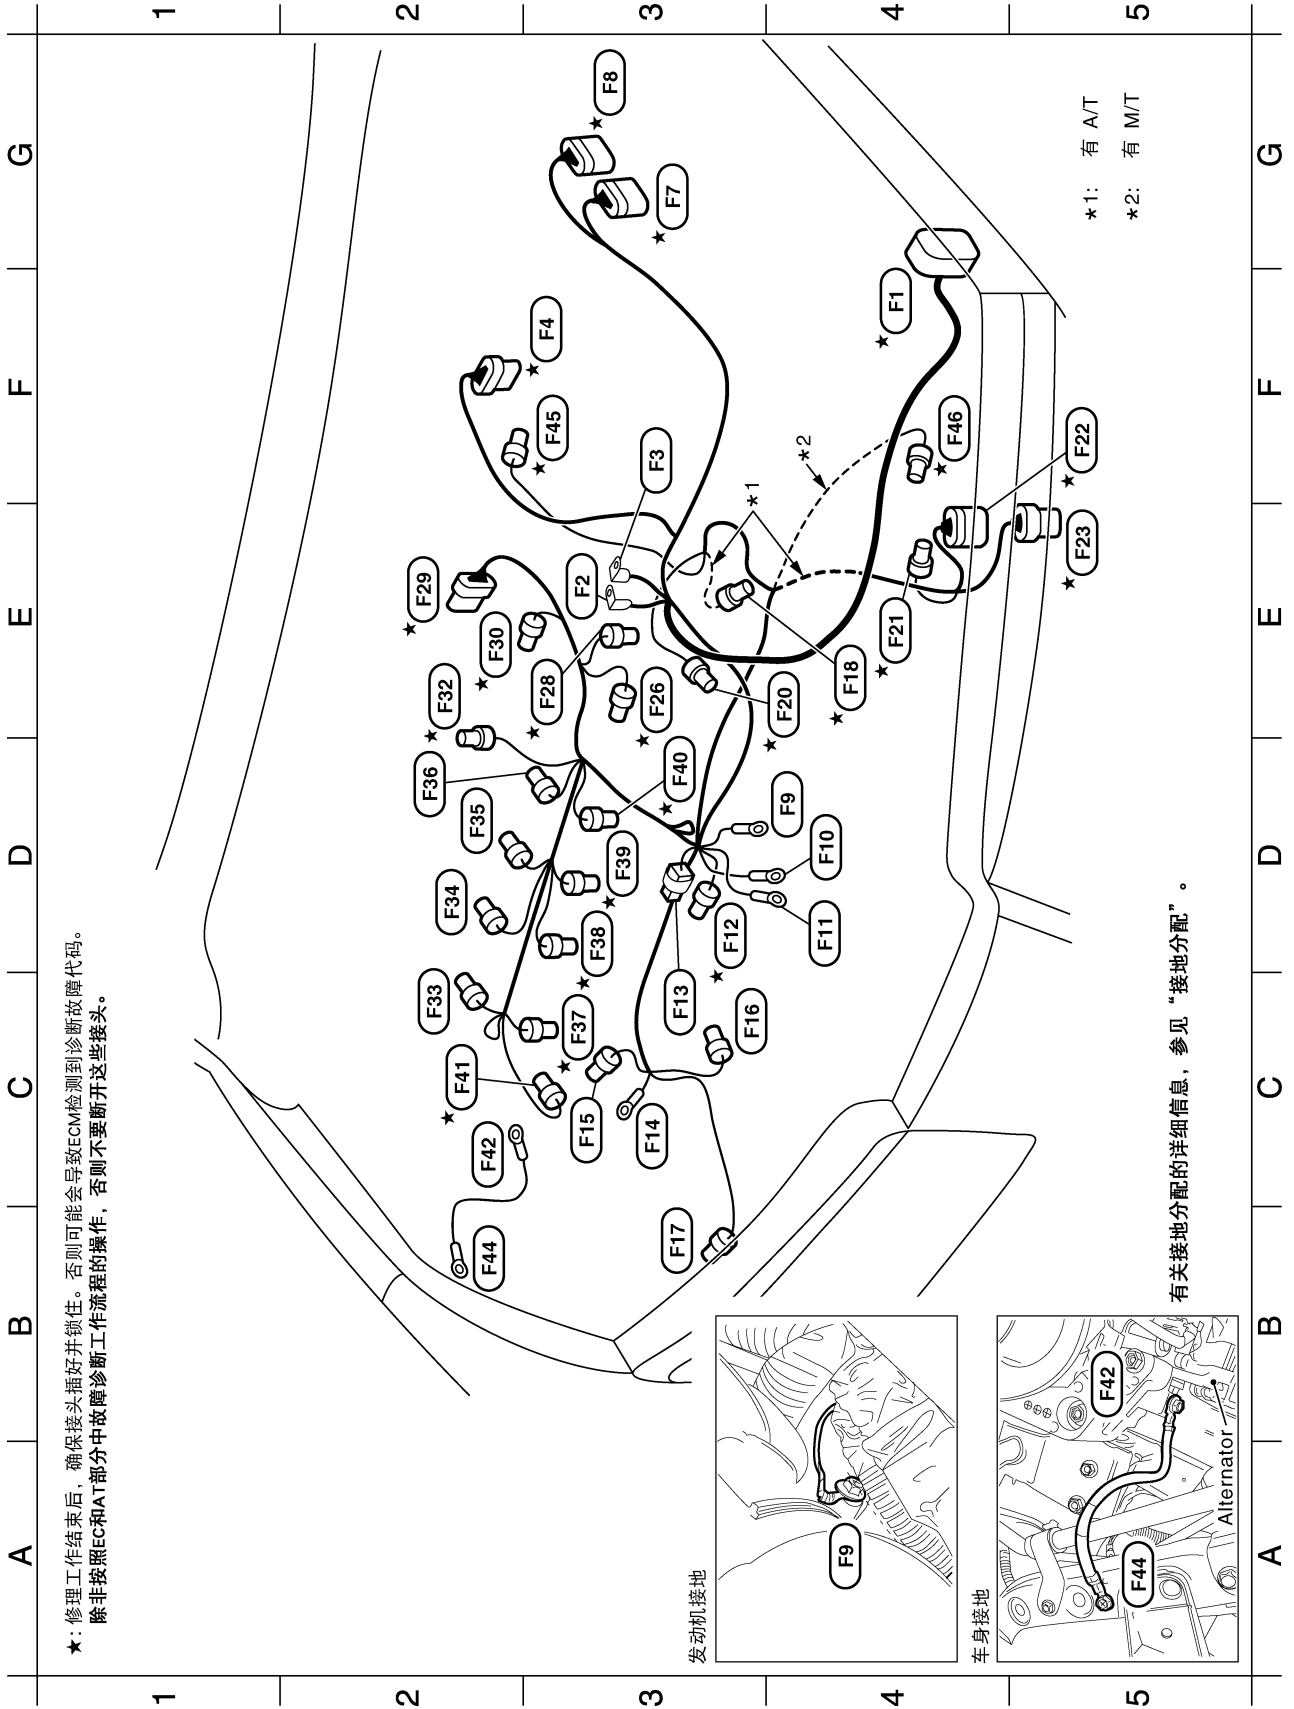 ★: 修理工作结束后，确保接头插好并锁住。否则可能会导致ECM检测到诊断故障代码。
除非按照EC和AT部分中故障诊断工作流程的操作，否则不要断开这些接头。
A
B
C
D
E
F
G
1
1
2
2
3
3
4
4
5
5
★ F29
★ F30
★ F32
F36
F35
F34
F33
★ F41
F42
F44
★ F4
★ F45
★ F8
★ F7
F3
F2
★ F28
★ F26
★ F40
★ F39
★ F38
★ F37
F15
F14
F13
★ F12
F16
F17
F9
F10
F11
★ F20
★ F18
★ F21
★ F1
★ F46
★ F22
★ F23
*1
*2
*1: 有 A/T
*2: 有 M/T
发动机接地
F9
车身接地
F44
F42
Alternator
有关接地分配的详细信息，参见“接地分配”。
A
B
C
D
E
F
G